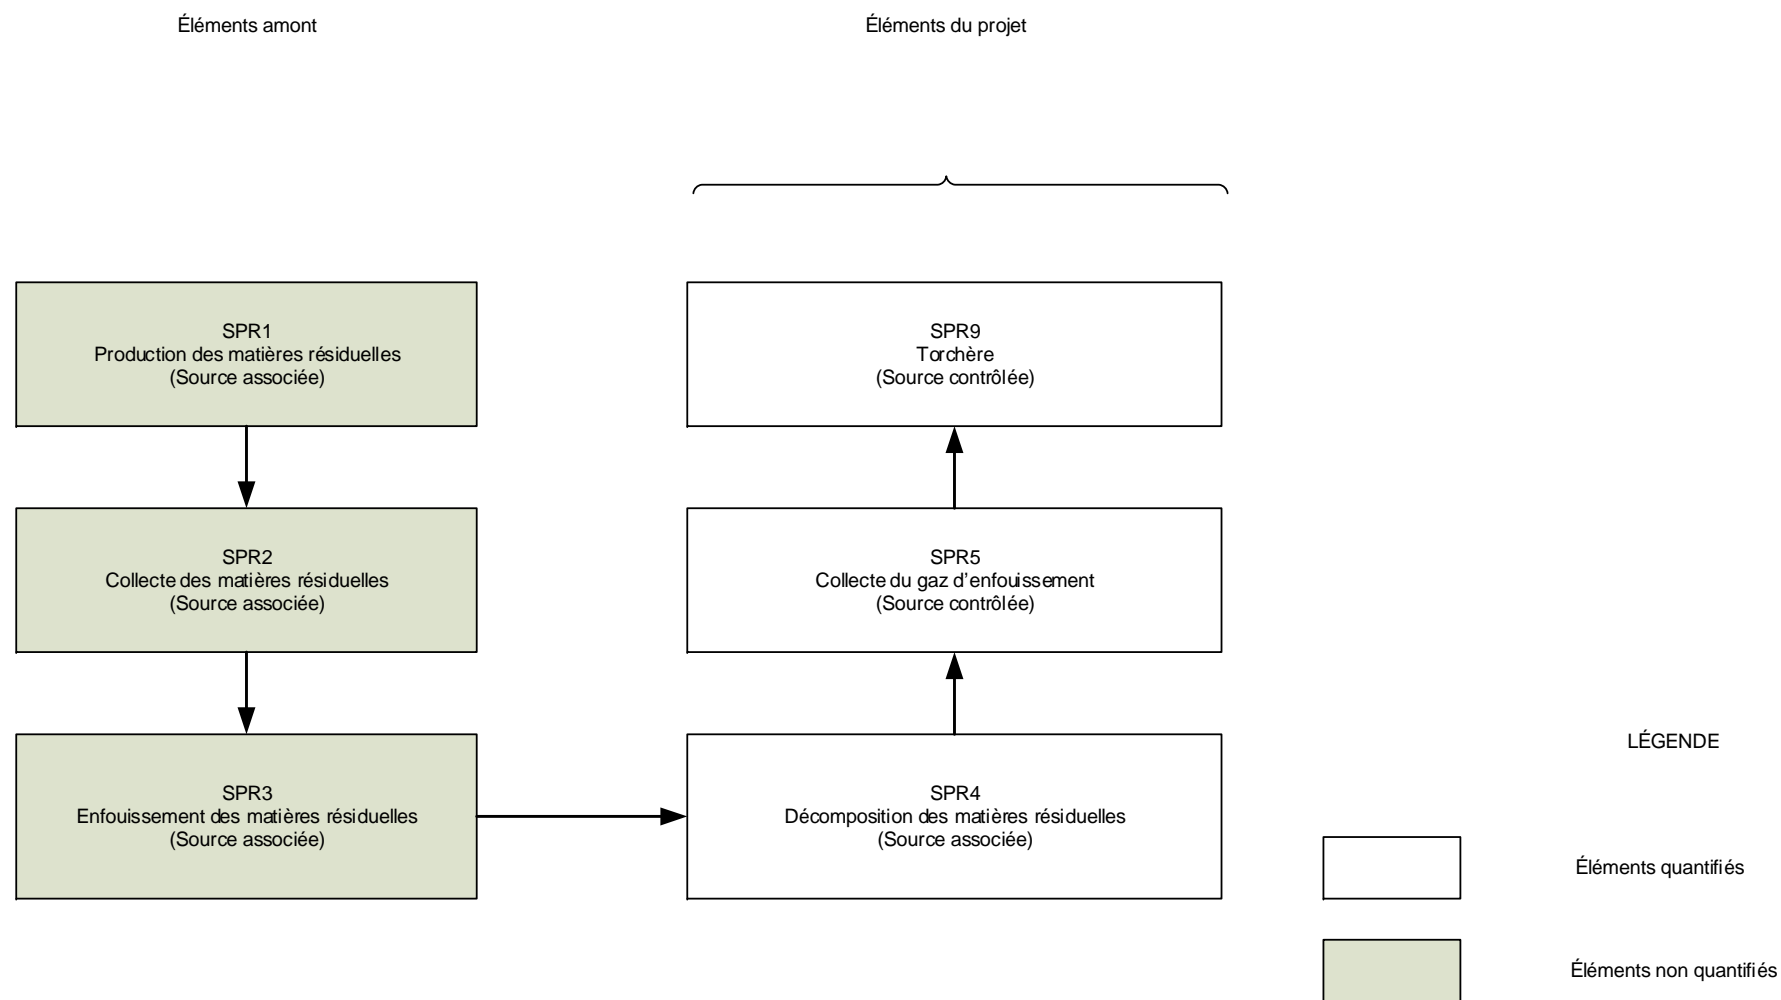 Éléments amont
Éléments du projet
SPR1
Production des matières résiduelles
(Source associée)
SPR9
Torchère
(Source contrôlée)
SPR2
Collecte des matières résiduelles
(Source associée)
SPR5
Collecte du gaz d’enfouissement
(Source contrôlée)
SPR3
Enfouissement des matières résiduelles
(Source associée)
SPR4
Décomposition des matières résiduelles
(Source associée)
LÉGENDE
Éléments quantifiés
Éléments non quantifiés